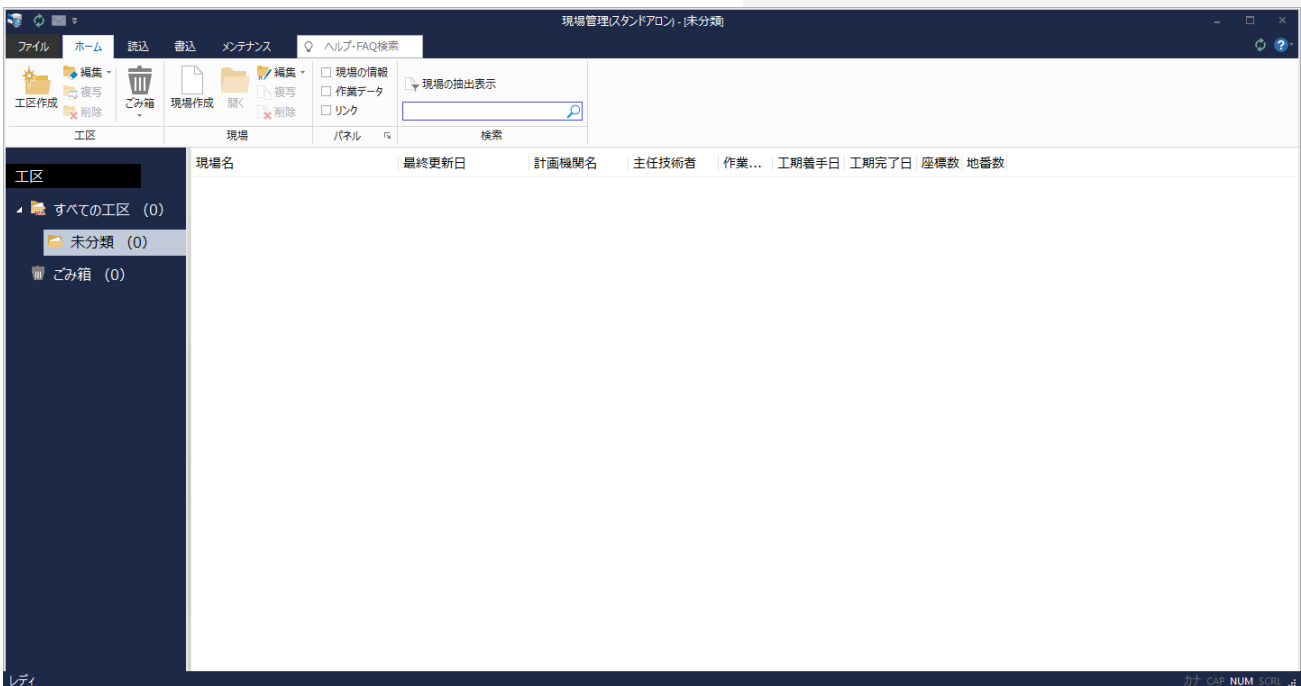 現場管理(スタンドアロン) - [未分類]
ファイル ホーム 読込 書込 メンテナンス ヘルプ・FAQ検索
工区作成 編集 複写 削除 ごみ箱
工区
現場作成 開く 編集 複写 削除
現場
現場の情報
作業データ
リンク
パネル
現場の抽出表示
検索
工区
すべての工区 (0)
未分類 (0)
ごみ箱 (0)
現場名 最終更新日 計画機関名 主任技術者 作業... 工期着手日 工期完了日 座標数 地番数
レディ
カナ CAP NUM SCRL